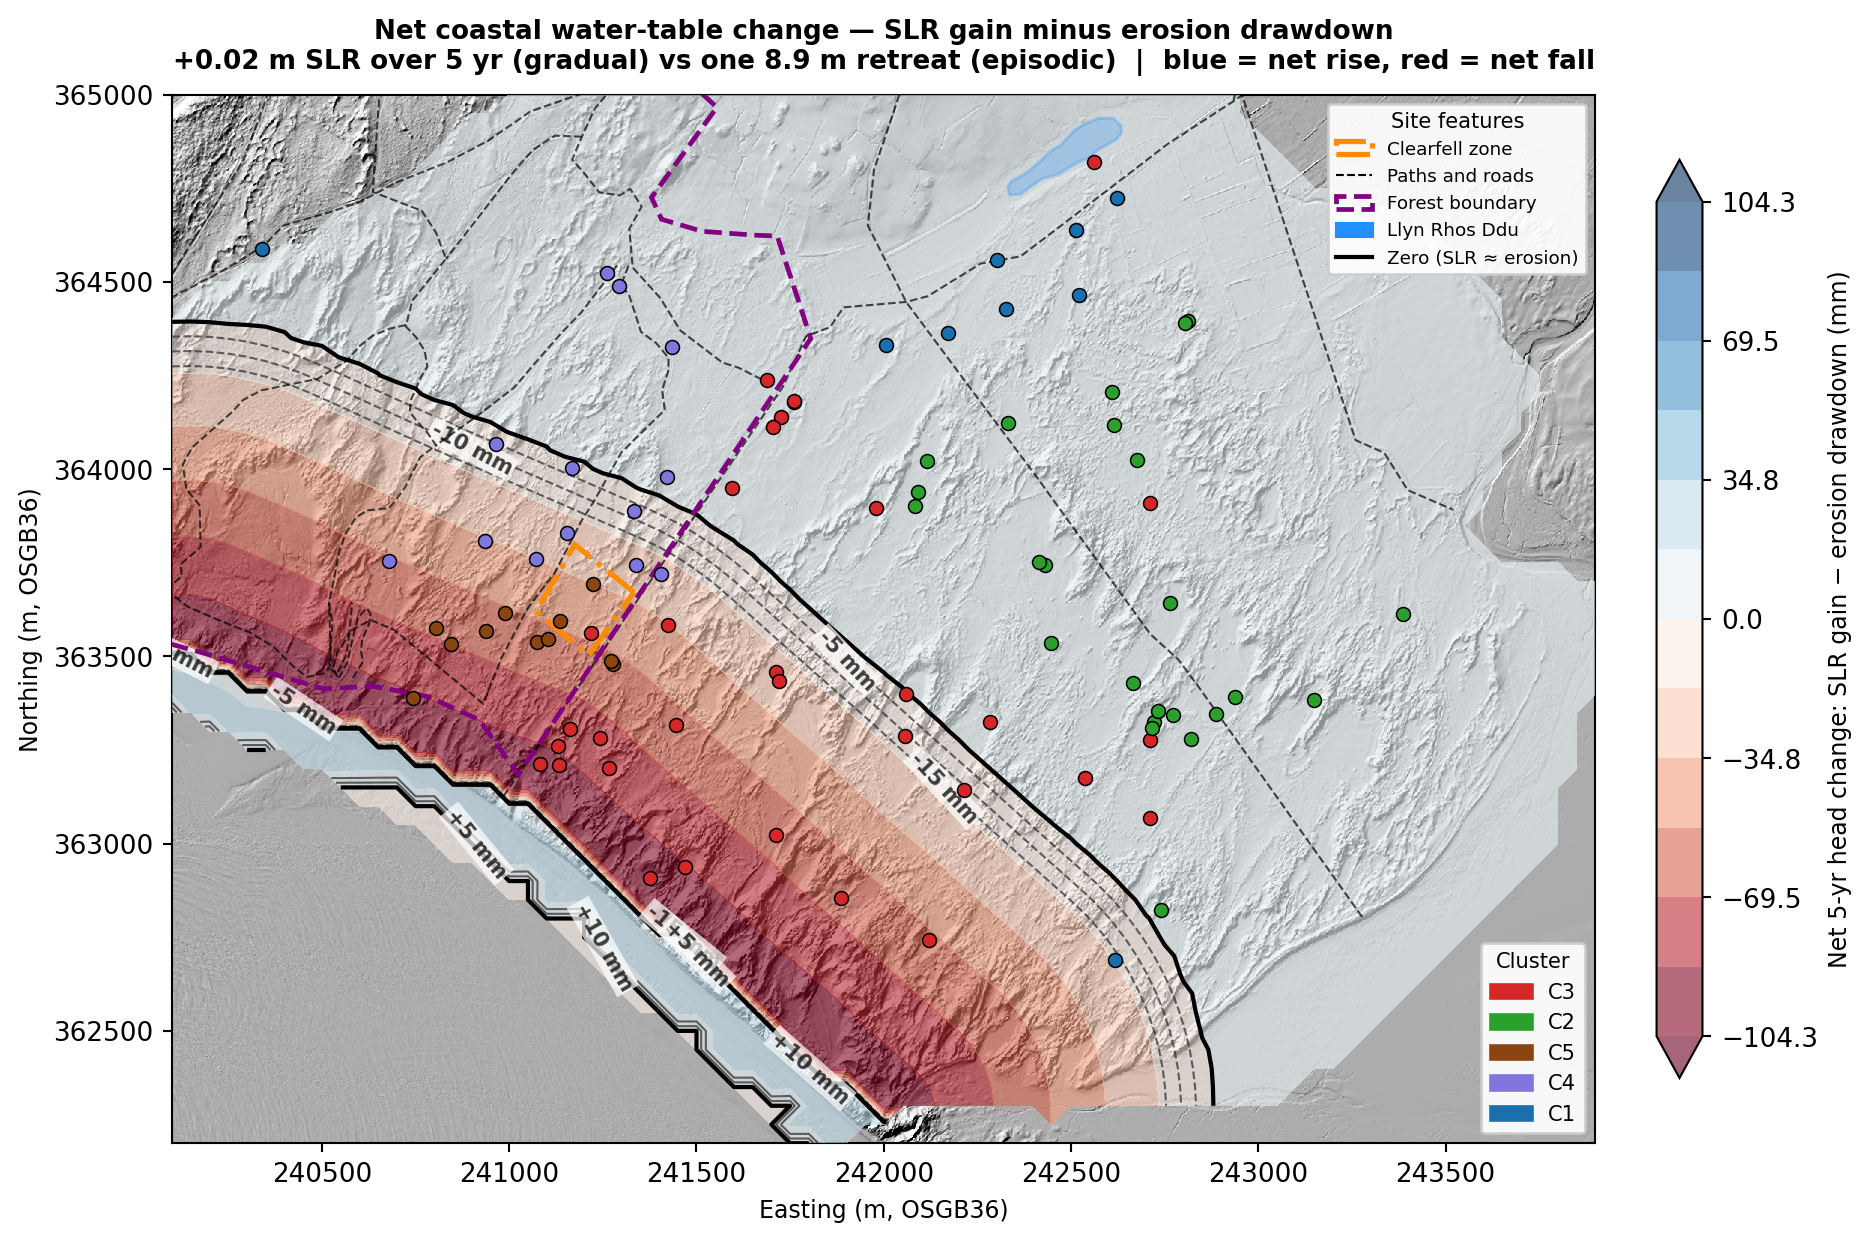 Net coastal water-table change — SLR gain minus erosion drawdown
+0.02 m SLR over 5 yr (gradual) vs one 8.9 m retreat (episodic)  |  blue = net rise, red = net fall
365000
364500
364000
363500
363000
362500
Northing (m, OSGB36)
240500
241000
241500
242000
242500
243000
243500
Easting (m, OSGB36)
Site features
Clearfell zone
Paths and roads
Forest boundary
Llyn Rhos Ddu
Zero (SLR ≈ erosion)
-10 mm
5 mm
-15 mm
mm
-5 mm
+5 mm
+10 mm
+5 mm
+10 mm
Cluster
C3
C2
C5
C4
C1
104.3
69.5
34.8
0.0
−34.8
−69.5
−104.3
Net 5-yr head change: SLR gain − erosion drawdown (mm)